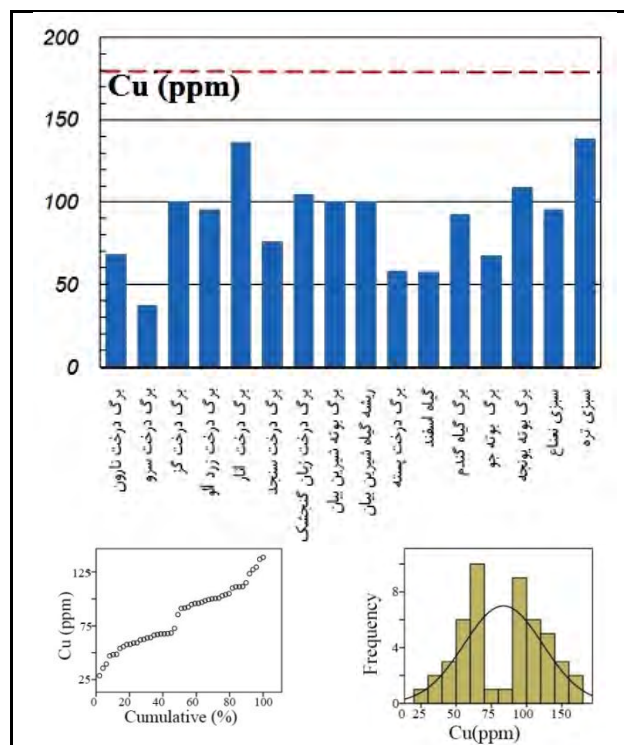 200
Cu (ppm)
150
100
50
0
برگ درخت نارون
برگ درخت سرو
برگ درخت گز
برگ درخت زرد آلو
برگ درخت انار
برگ درخت سنجد
برگ درخت زبان گنجشک
برگ بوته شیرین بیان
ریشه گیاه شیرین بیان
برگ درخت پسته
گیاه اسفند
برگ گیاه گندم
برگ بوته جو
برگ بوته یونجه
سبزی نعناع
سبزی تره
Cu (ppm)
125
75
25
0 20 40 60 80 100
Cumulative (%)
Frequency
8
4
0
0 25 50 75 100 150
Cu(ppm)